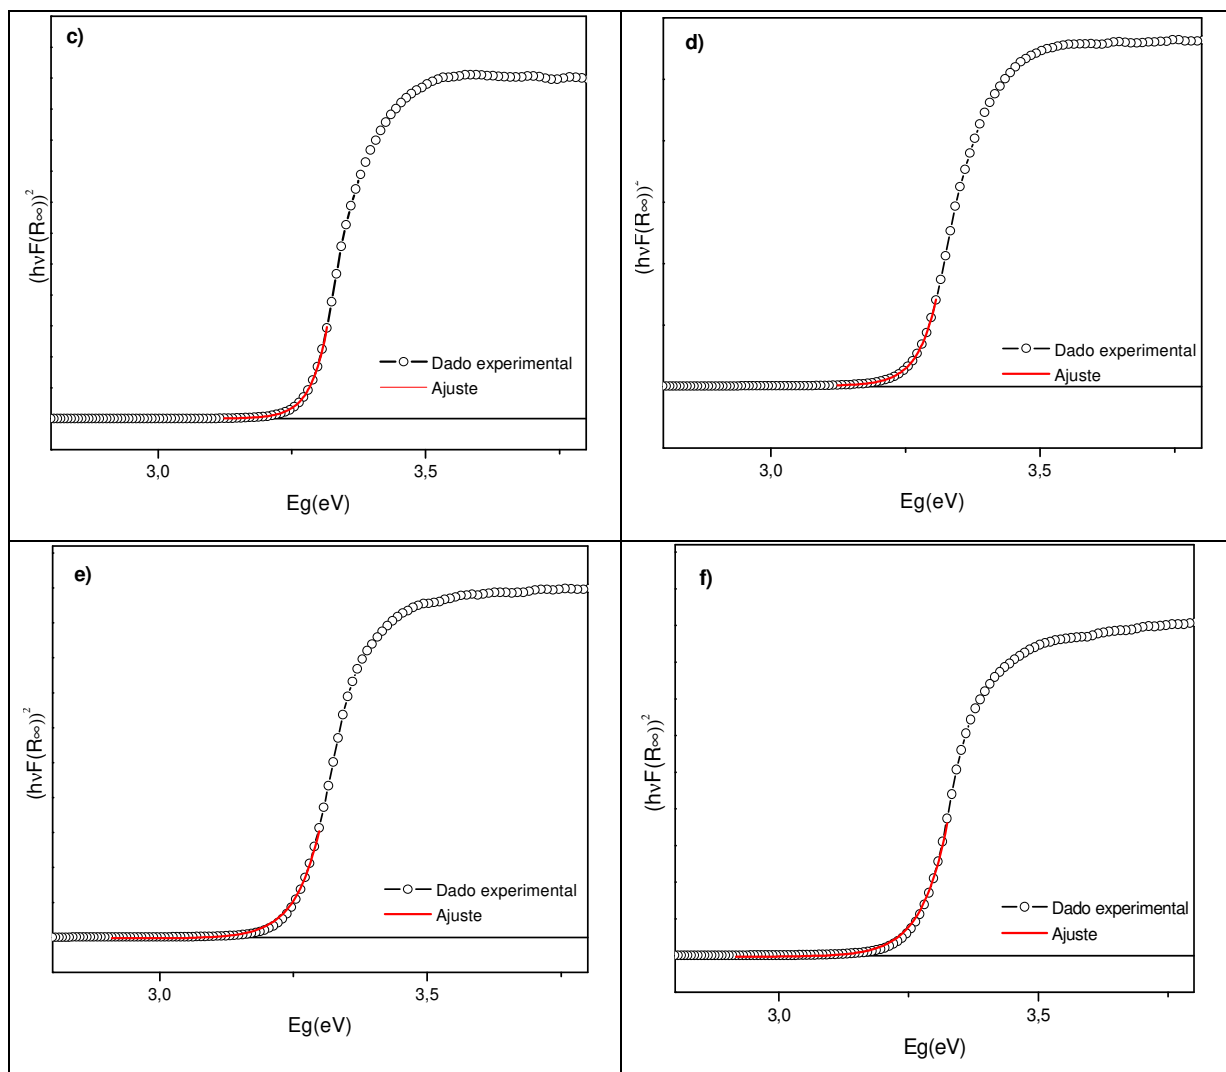 c)
(hνF(R∞))²
Dado experimental
Ajuste
3,0
3,5
Eg(eV)
d)
(hνF(R∞))²
Dado experimental
Ajuste
3,0
3,5
Eg(eV)
e)
(hνF(R∞))²
Dado experimental
Ajuste
3,0
3,5
Eg(eV)
f)
(hνF(R∞))²
Dado experimental
Ajuste
3,0
3,5
Eg(eV)